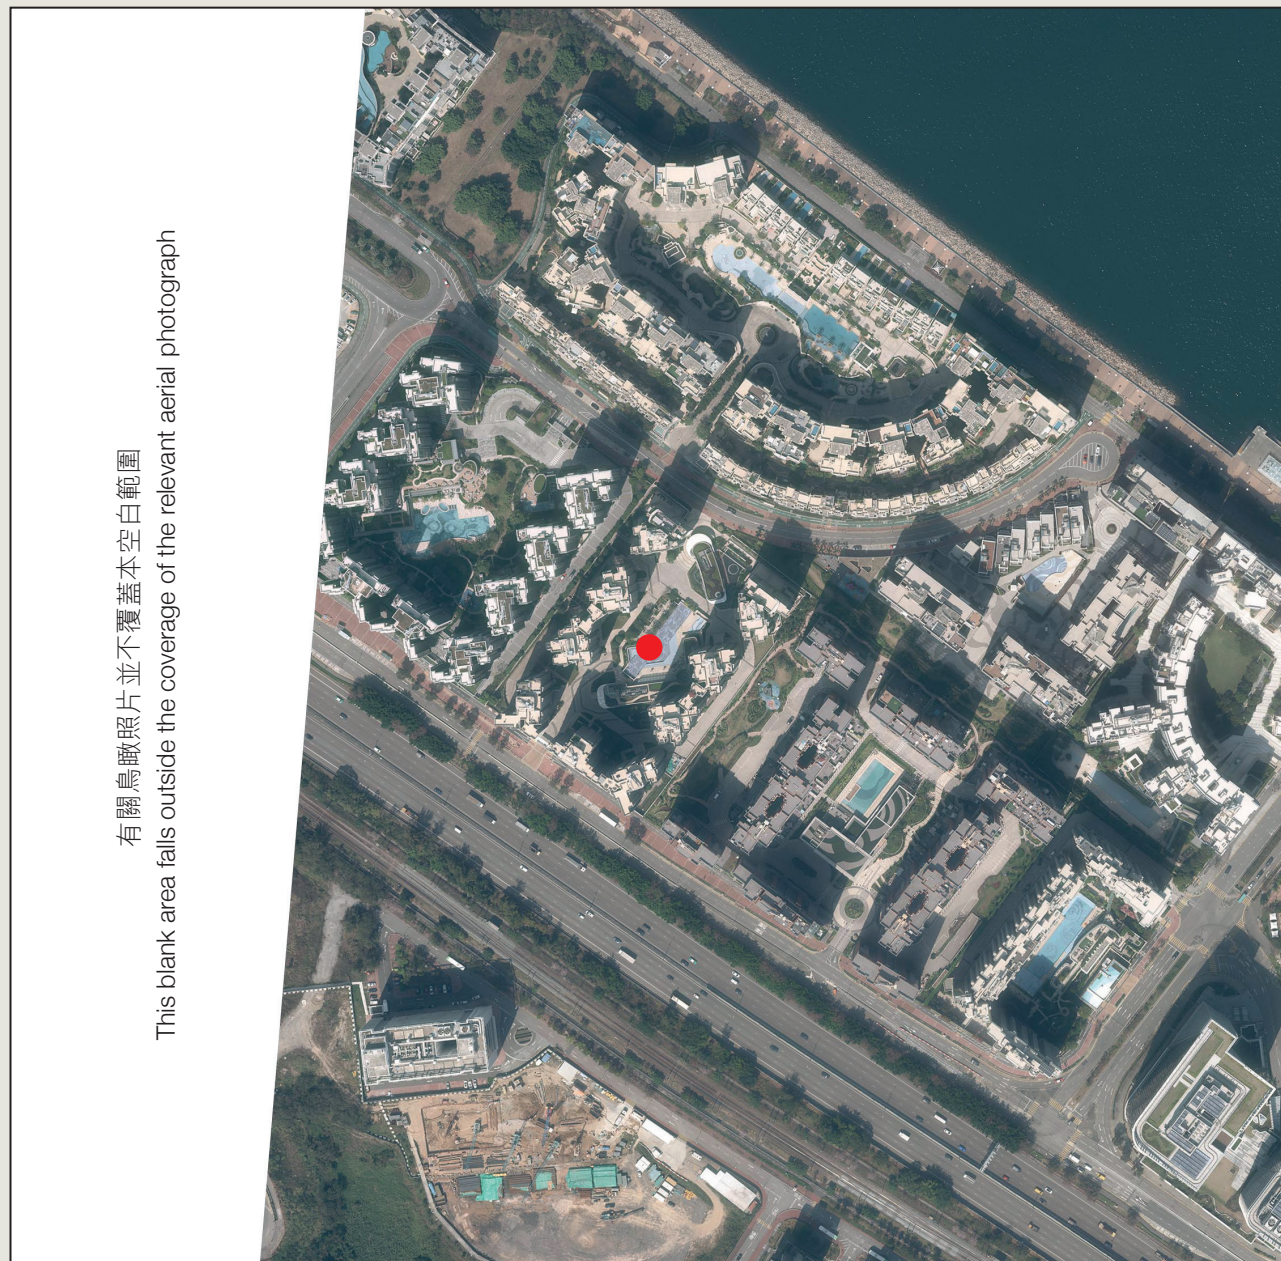 有關鳥瞰照片並不覆蓋本空白範圍
This blank area falls outside the coverage of the relevant aerial photograph